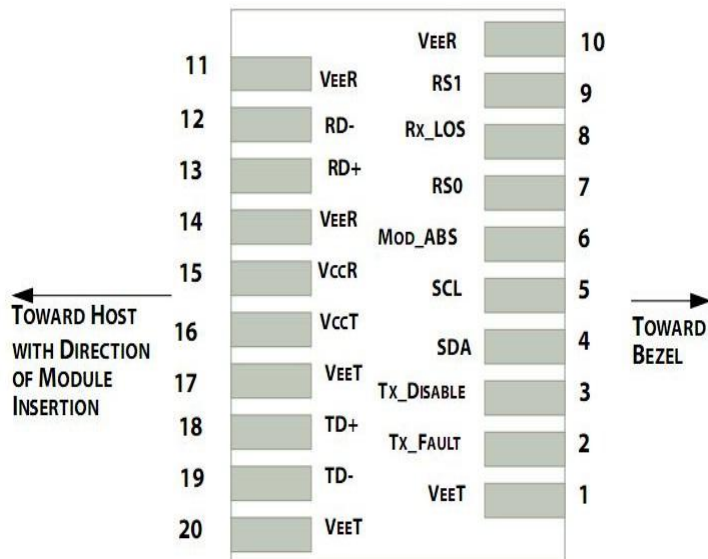 VEER 10
11 VEER
RS1 9
12 RD-
Rx_LOS 8
13 RD+
RS0 7
14 VEER
MOD_ABS 6
15 VCCR
SCL 5
TOWARD HOST
WITH DIRECTION
OF MODULE
INSERTION
16 VCCT
TOWARD
BEZEL
SDA 4
17 VEET
TX_DISABLE 3
18 TD+
TX_FAULT 2
19 TD-
VEET 1
20 VEET